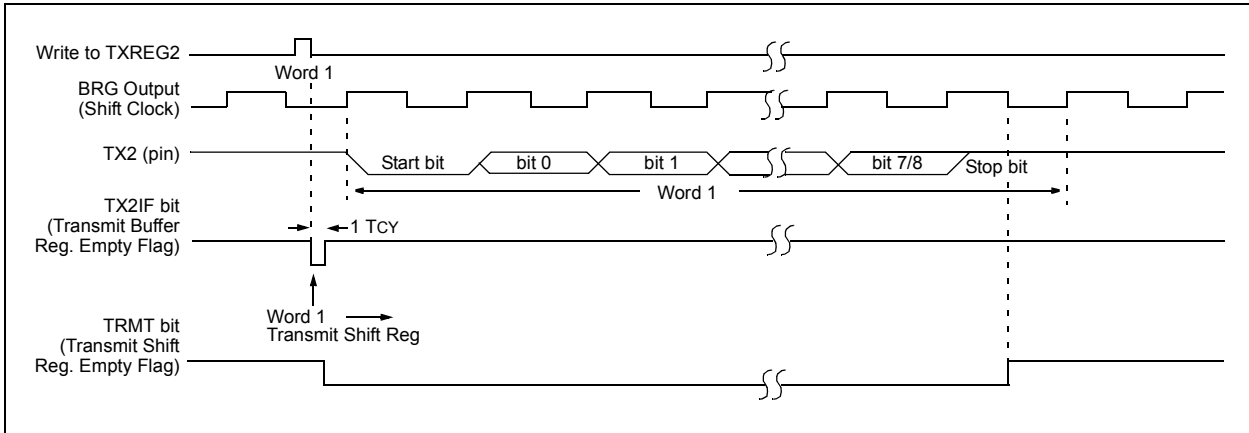 Write to TXREG2
Word 1
BRG Output
(Shift Clock)
TX2 (pin)
Start bit
bit 0
bit 1
bit 7/8
Stop bit
Word 1
TX2IF bit
(Transmit Buffer
Reg. Empty Flag)
1 TCY
Word 1
Transmit Shift Reg
TRMT bit
(Transmit Shift
Reg. Empty Flag)